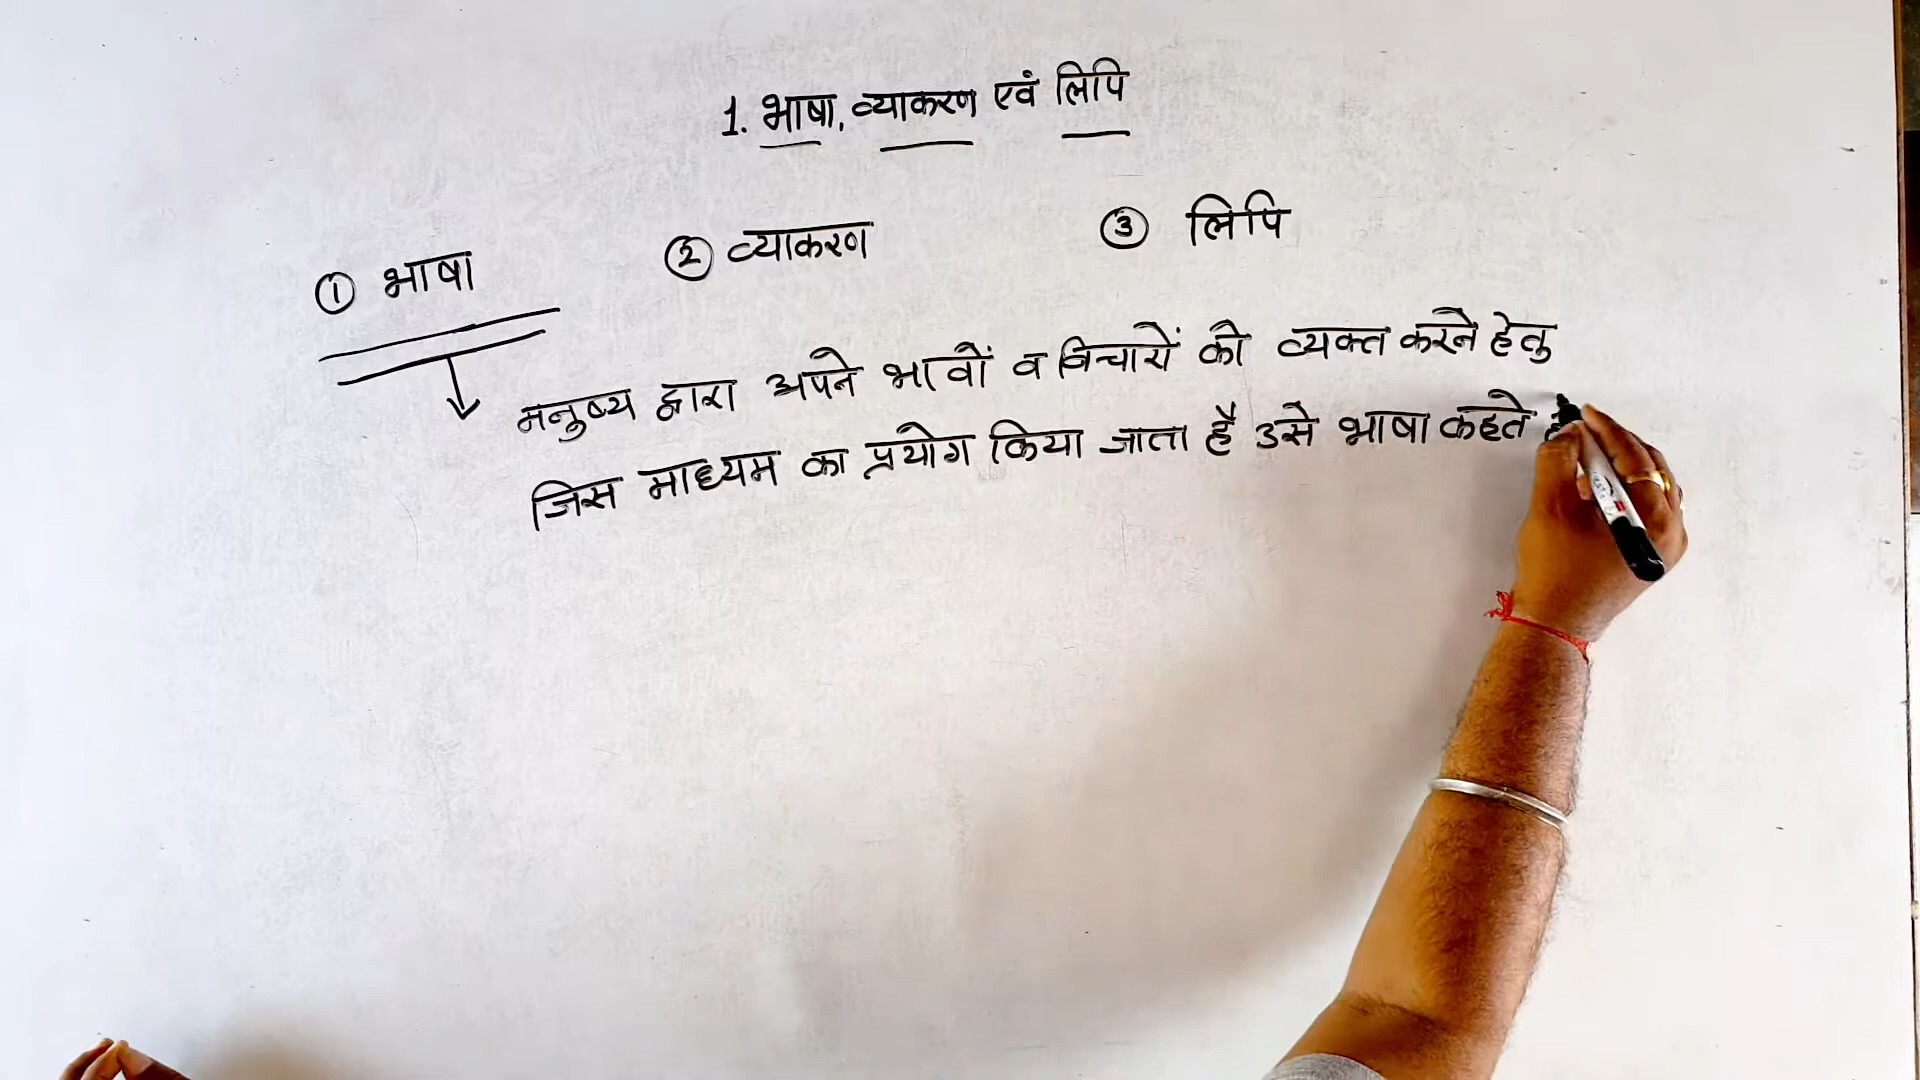 1. भाषा, व्याकरण एवं लिपि
① भाषा ② व्याकरण ③ लिपि
मनुष्य द्वारा अपने भावों व विचारों को व्यक्त करने हेतु
जिस माध्यम का प्रयोग किया जाता है उसे भाषा कहते